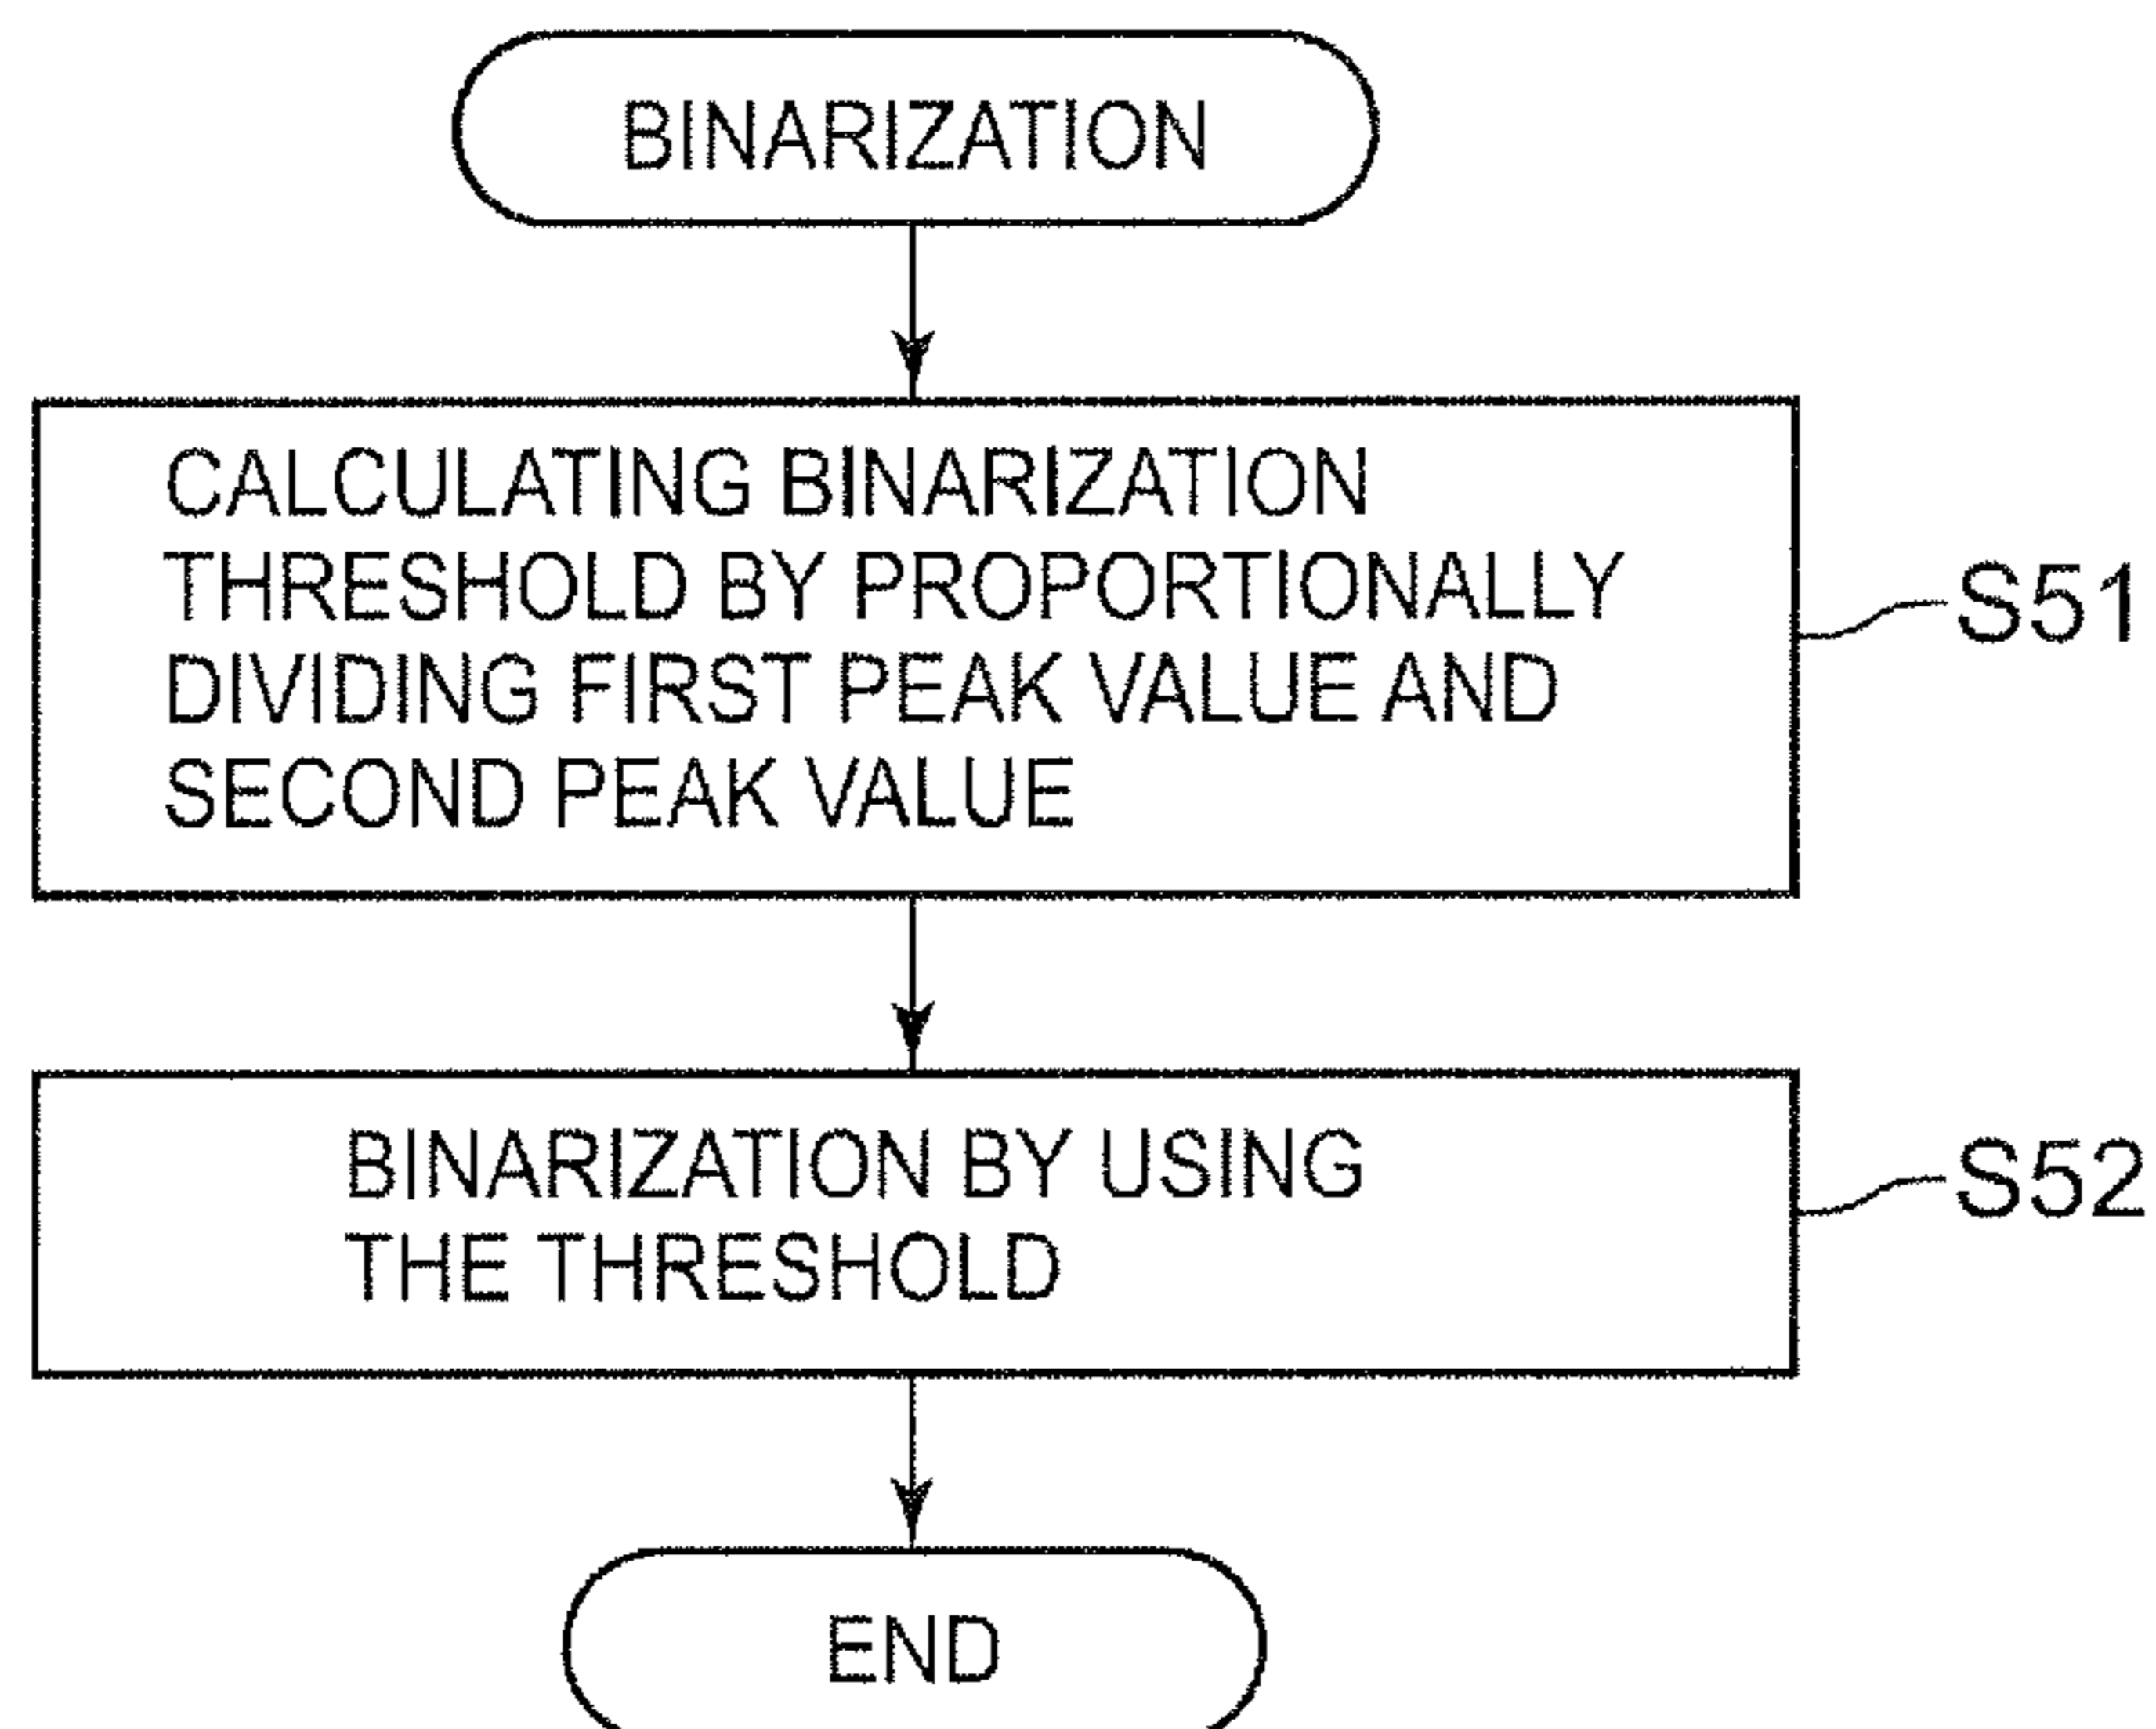 BINARIZATION
CALCULATING BINARIZATION
THRESHOLD BY PROPORTIONALLY
DIVIDING FIRST PEAK VALUE AND
SECOND PEAK VALUE
S51
BINARIZATION BY USING
THE THRESHOLD
S52
END